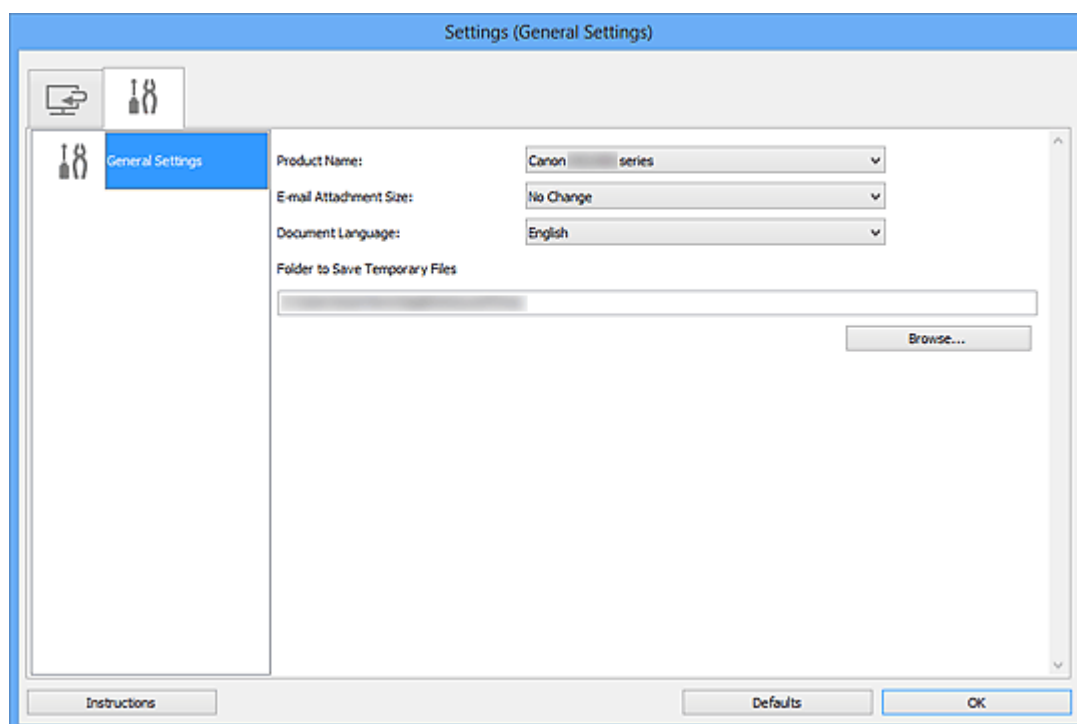 Settings (General Settings)
General Settings
Product Name:
Canon series
E-mail Attachment Size:
No Change
Document Language:
English
Folder to Save Temporary Files
Browse...
Instructions
Defaults
OK